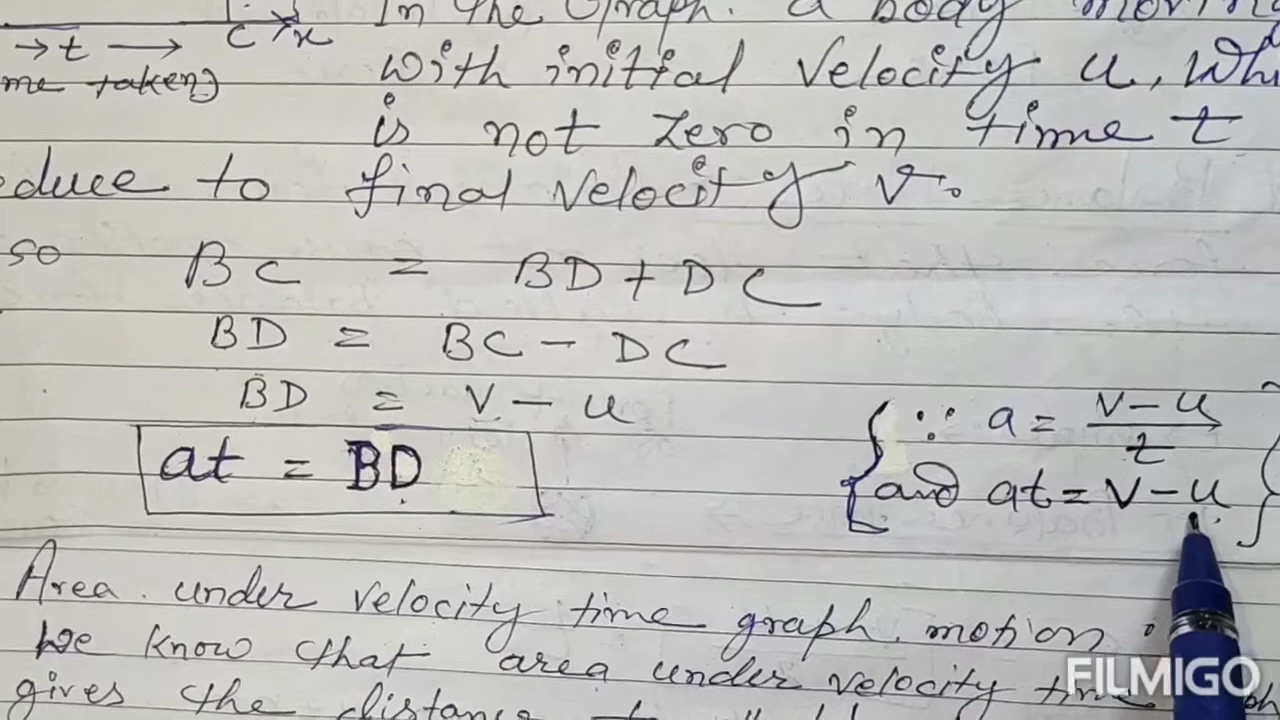 →t → C →x In the Graph. a body
me taken) with initial Velocity u,
is not Zero in time t
to final Velocity v.
so BC = BD + DC
BD = BC - DC
BD = V - u
at = BD
{ ∵ a = V-u/t
and at = V-u }
Area under velocity time graph motion
We know that area under velocity time
gives the distance
FILMIGO